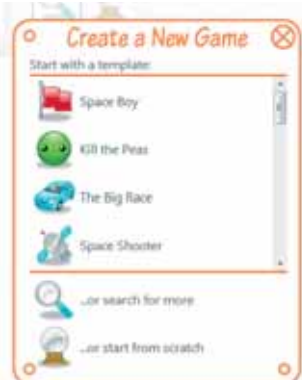 Create a New Game
Start with a template:
Space Boy
Kill the Peas
The Big Race
Space Shooter
...or search for more
...or start from scratch